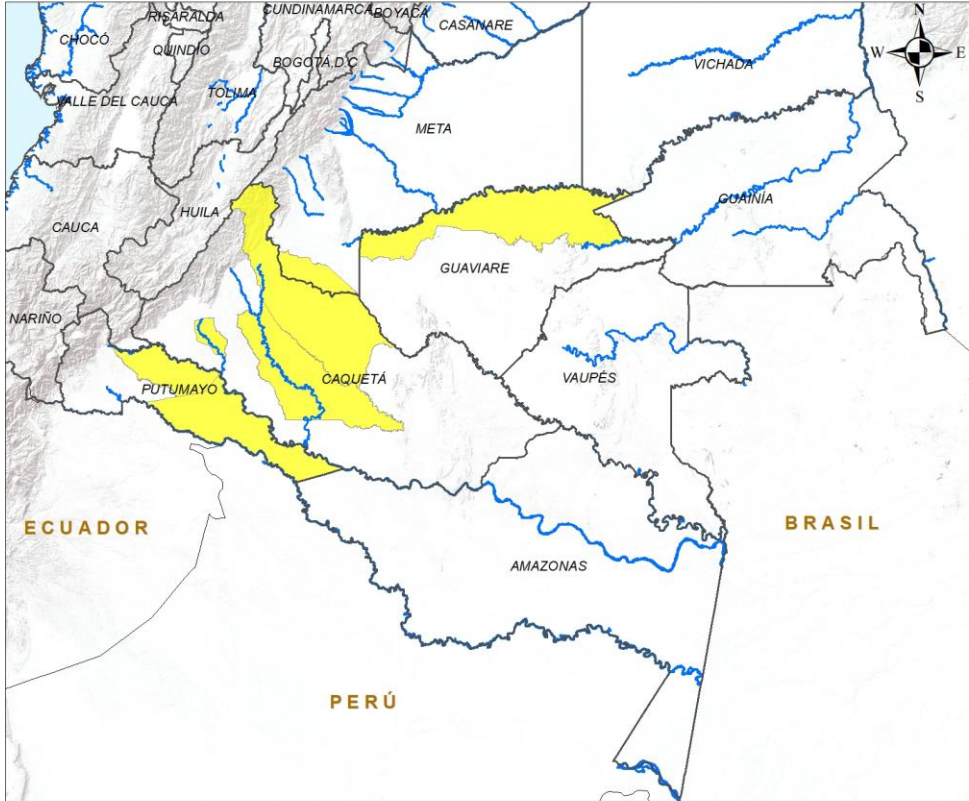 CUNDINAMARCA
BOYACÁ
RISARALDA
CASANARE
N
CHOCÓ
QUINDÍO
BOGOTÁ, D.C
W
E
VICHADA
S
VALLE DEL CAUCA
TOLIMA
META
HUILA
GUAINÍA
CAUCA
GUAVIARE
NARIÑO
PUTUMAYO
CAQUETÁ
VAUPÉS
ECUADOR
BRASIL
AMAZONAS
PERÚ